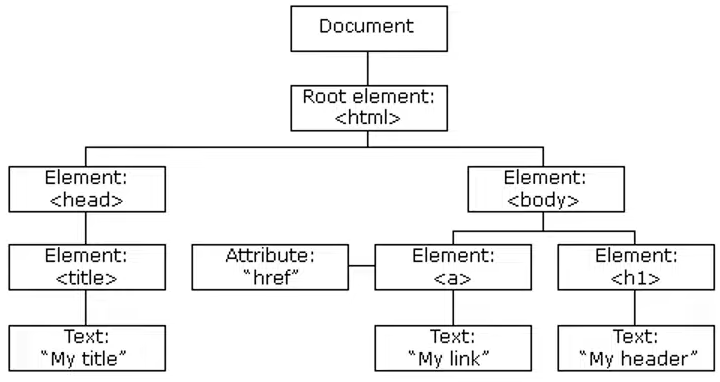 Document
Root element:
<html>
Element:
<head>
Element:
<body>
Element:
<title>
Attribute:
“href”
Element:
<a>
Element:
<h1>
Text:
“My title”
Text:
“My link”
Text:
“My header”